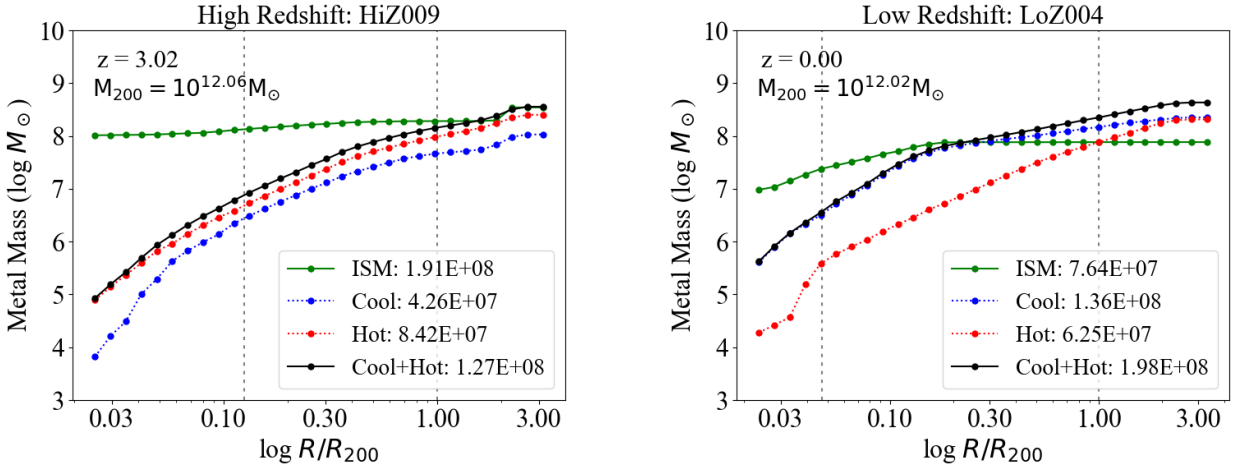 High Redshift: HiZ009
z = 3.02
M₂₀₀ = 10^12.06 M⊙
Metal Mass (log M⊙)
10
9
8
7
6
5
4
3
ISM: 1.91E+08
Cool: 4.26E+07
Hot: 8.42E+07
Cool+Hot: 1.27E+08
0.03 0.10 0.30 1.00 3.00
log R/R₂₀₀
Low Redshift: LoZ004
z = 0.00
M₂₀₀ = 10^12.02 M⊙
Metal Mass (log M⊙)
10
9
8
7
6
5
4
3
ISM: 7.64E+07
Cool: 1.36E+08
Hot: 6.25E+07
Cool+Hot: 1.98E+08
0.03 0.10 0.30 1.00 3.00
log R/R₂₀₀